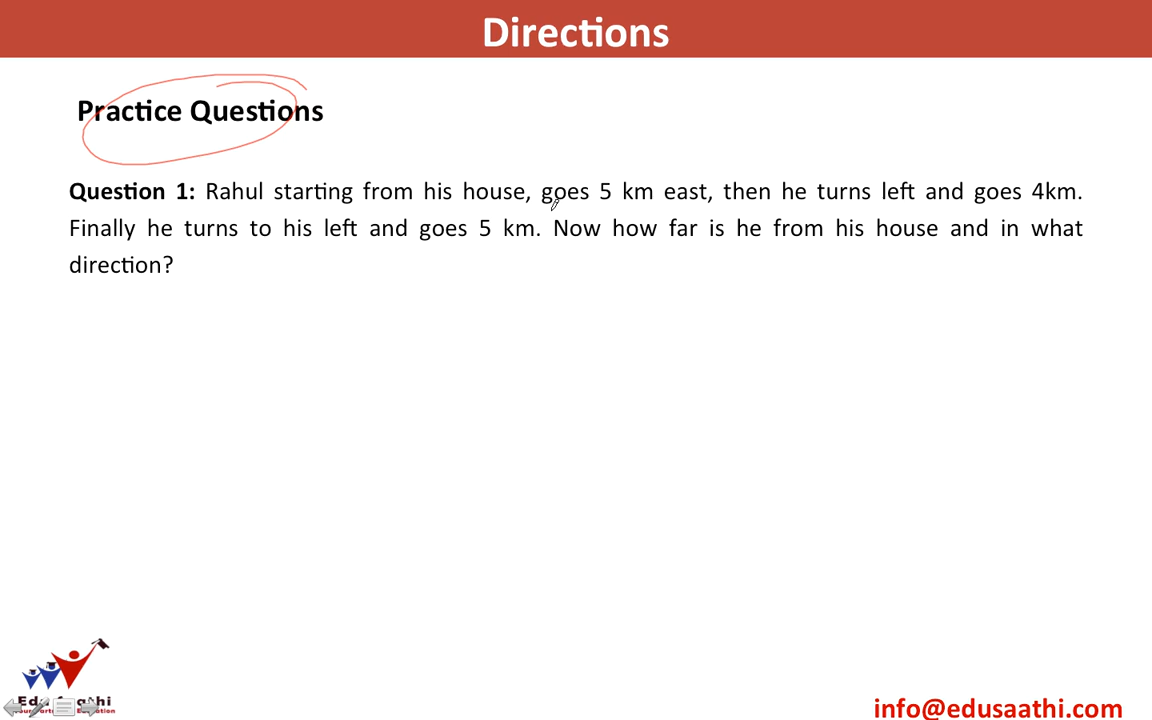 Directions
Practice Questions
Question 1: Rahul starting from his house, goes 5 km east, then he turns left and goes 4km.
Finally he turns to his left and goes 5 km. Now how far is he from his house and in what
direction?
info@edusaathi.com